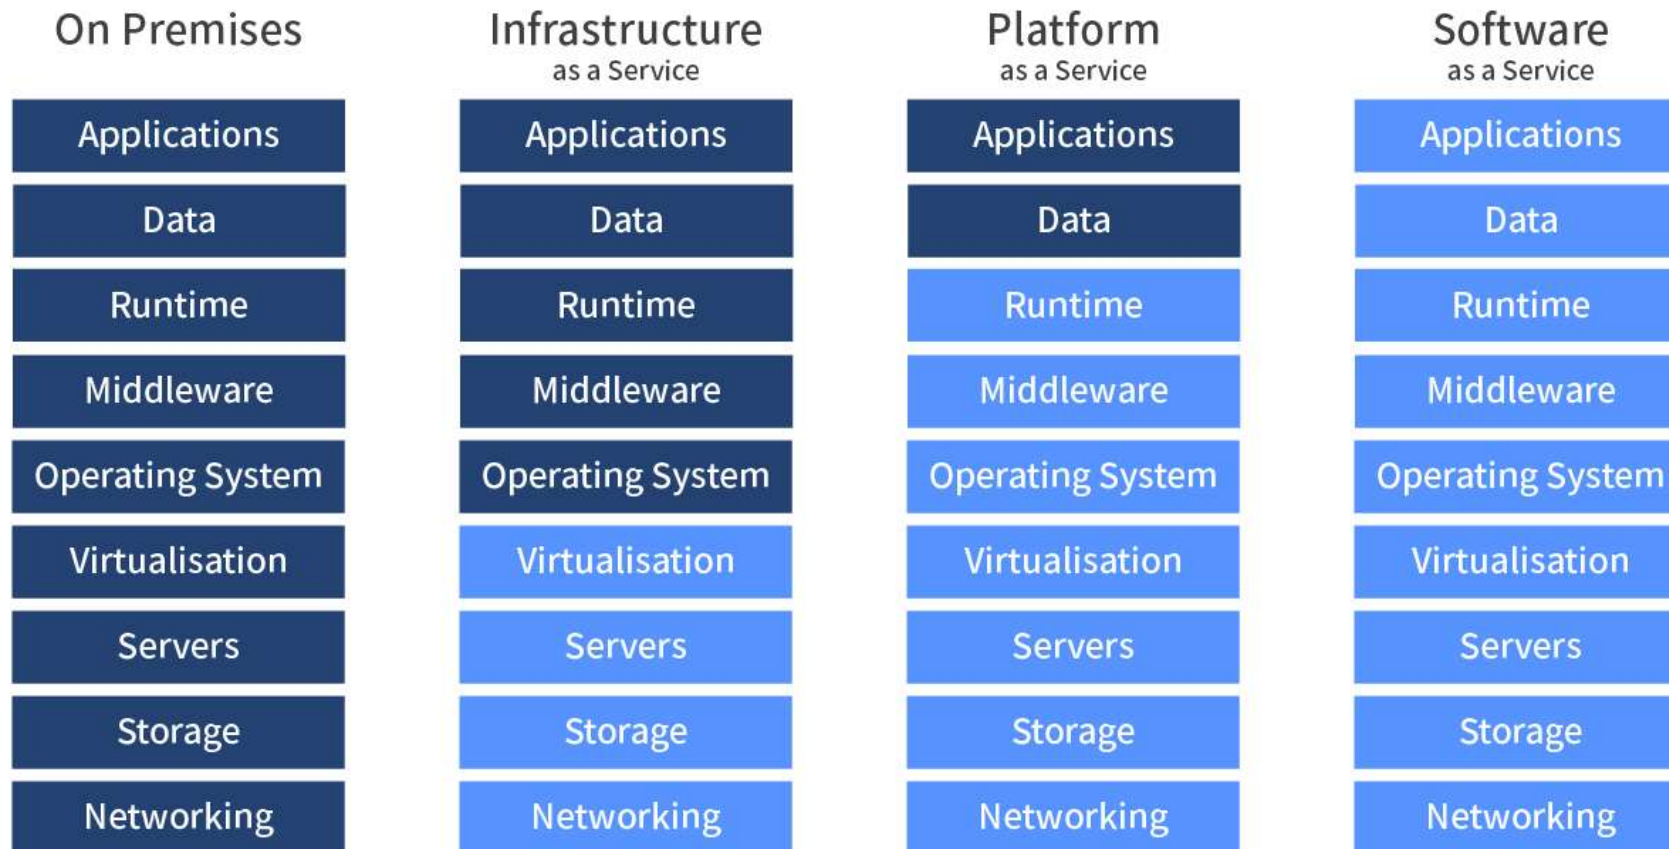 On Premises
Applications
Data
Runtime
Middleware
Operating System
Virtualisation
Servers
Storage
Networking
Infrastructure
as a Service
Applications
Data
Runtime
Middleware
Operating System
Virtualisation
Servers
Storage
Networking
Platform
as a Service
Applications
Data
Runtime
Middleware
Operating System
Virtualisation
Servers
Storage
Networking
Software
as a Service
Applications
Data
Runtime
Middleware
Operating System
Virtualisation
Servers
Storage
Networking